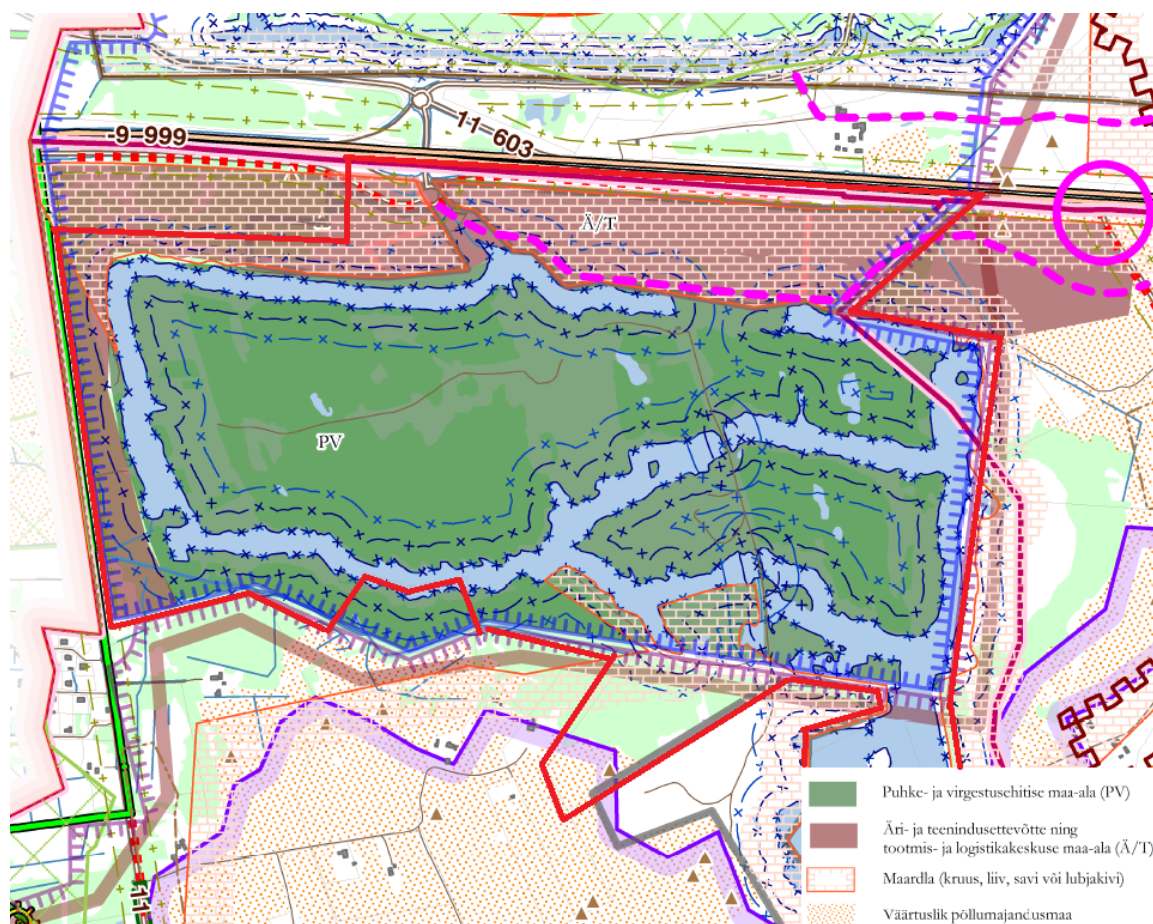 -9 999
11 603
Ä/T
PV
11
Puhke- ja virgestusehitise maa-ala (PV)
Äri- ja teenindusettevõtte ning
tootmis- ja logistikakeskuse maa-ala (Ä/T)
Maardla (kruus, liiv, savi või lubjakivi)
Väärtuslik põllumajandusmaa